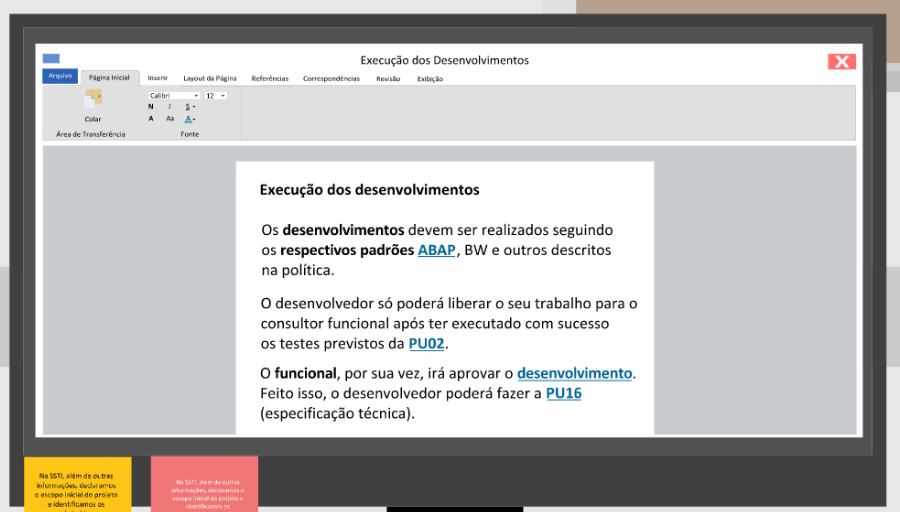 Execução dos Desenvolvimentos
X
Arquivo Página Inicial Inserir Layout da Página Referências Correspondências Revisão Exibição
Calibri 12
N I S
Colar
A Aa A
Área de Transferência Fonte
Execução dos desenvolvimentos
Os desenvolvimentos devem ser realizados seguindo
os respectivos padrões ABAP, BW e outros descritos
na política.
O desenvolvedor só poderá liberar o seu trabalho para o
consultor funcional após ter executado com sucesso
os testes previstos da PU02.
O funcional, por sua vez, irá aprovar o desenvolvimento.
Feito isso, o desenvolvedor poderá fazer a PU16
(especificação técnica).
Na SSTI, além de outras
informações, declaramos
o escopo inicial do projeto
e identificamos os
Na SSTI, além de outras
informações, declaramos o
escopo inicial do projeto e
identificamos os